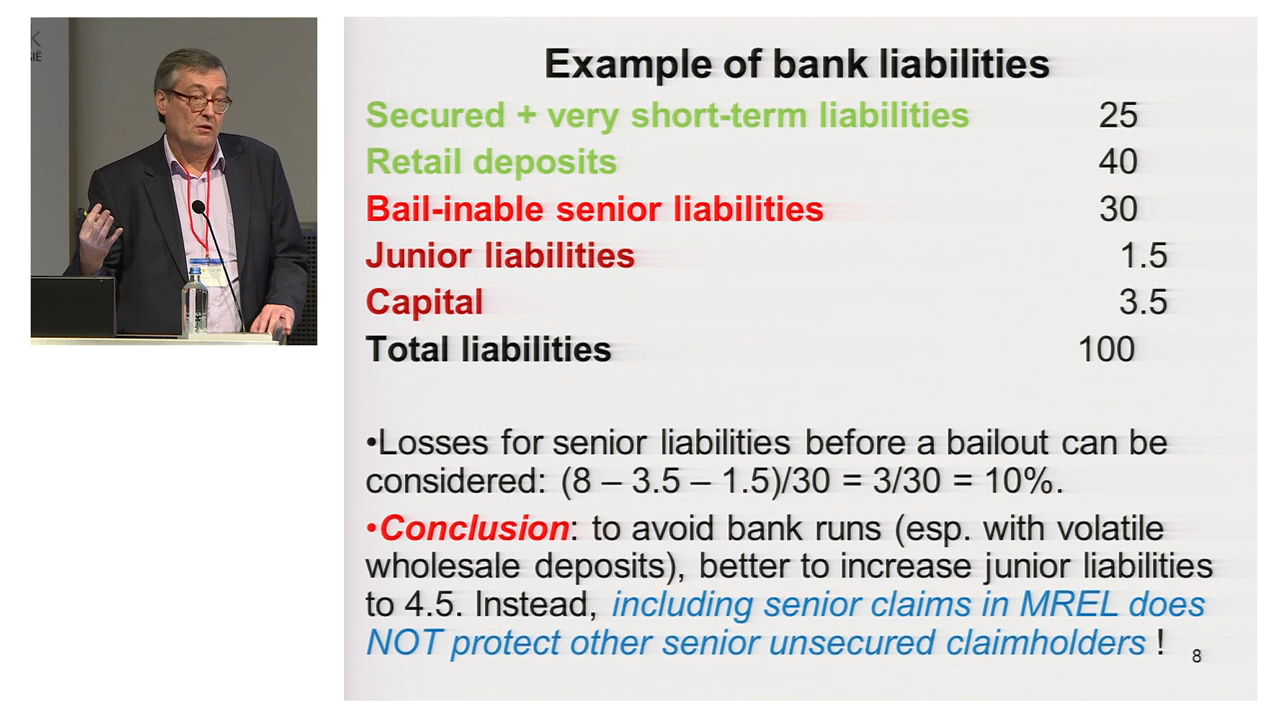 K
IË
Example of bank liabilities
Secured + very short-term liabilities 25
Retail deposits 40
Bail-inable senior liabilities 30
Junior liabilities 1.5
Capital 3.5
Total liabilities 100
•Losses for senior liabilities before a bailout can be
considered: (8 – 3.5 – 1.5)/30 = 3/30 = 10%.
•Conclusion: to avoid bank runs (esp. with volatile
wholesale deposits), better to increase junior liabilities
to 4.5. Instead, including senior claims in MREL does
NOT protect other senior unsecured claimholders !
8